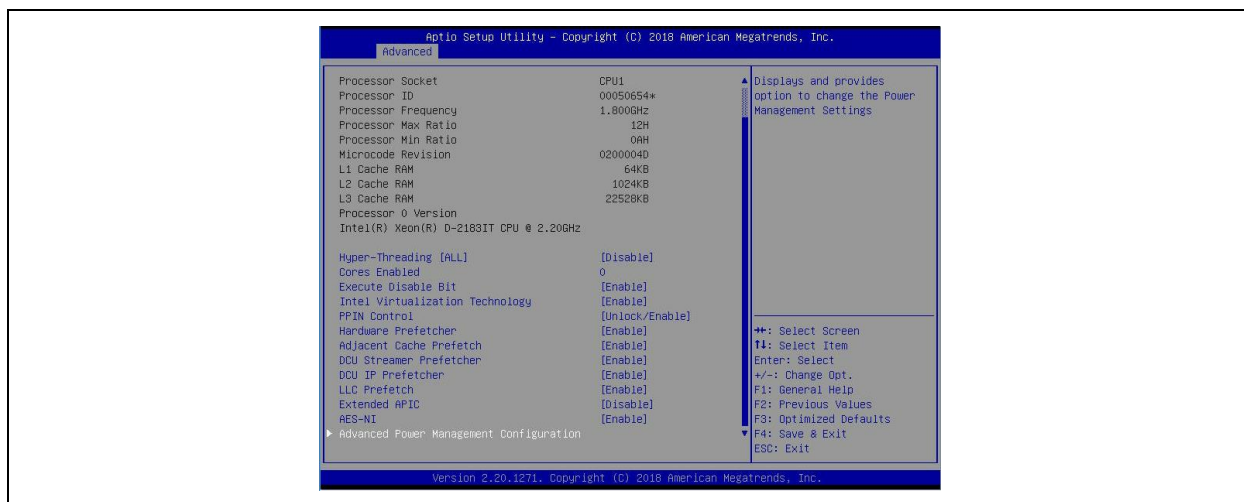 Aptio Setup Utility – Copyright (C) 2018 American Megatrends, Inc.
Advanced
Processor Socket CPU1
Processor ID 00050654*
Processor Frequency 1.800GHz
Processor Max Ratio 12H
Processor Min Ratio 0AH
Microcode Revision 0200004D
L1 Cache RAM 64KB
L2 Cache RAM 1024KB
L3 Cache RAM 22528KB
Processor 0 Version
Intel(R) Xeon(R) D-2183IT CPU @ 2.20GHz
Hyper-Threading [ALL] [Disable]
Cores Enabled 0
Execute Disable Bit [Enable]
Intel Virtualization Technology [Enable]
PPIN Control [Unlock/Enable]
Hardware Prefetcher [Enable]
Adjacent Cache Prefetch [Enable]
DCU Streamer Prefetcher [Enable]
DCU IP Prefetcher [Enable]
LLC Prefetch [Enable]
Extended APIC [Disable]
AES-NI [Enable]
Advanced Power Management Configuration
Displays and provides
option to change the Power
Management Settings
→←: Select Screen
↑↓: Select Item
Enter: Select
+/-: Change Opt.
F1: General Help
F2: Previous Values
F3: Optimized Defaults
F4: Save & Exit
ESC: Exit
Version 2.20.1271. Copyright (C) 2018 American Megatrends, Inc.